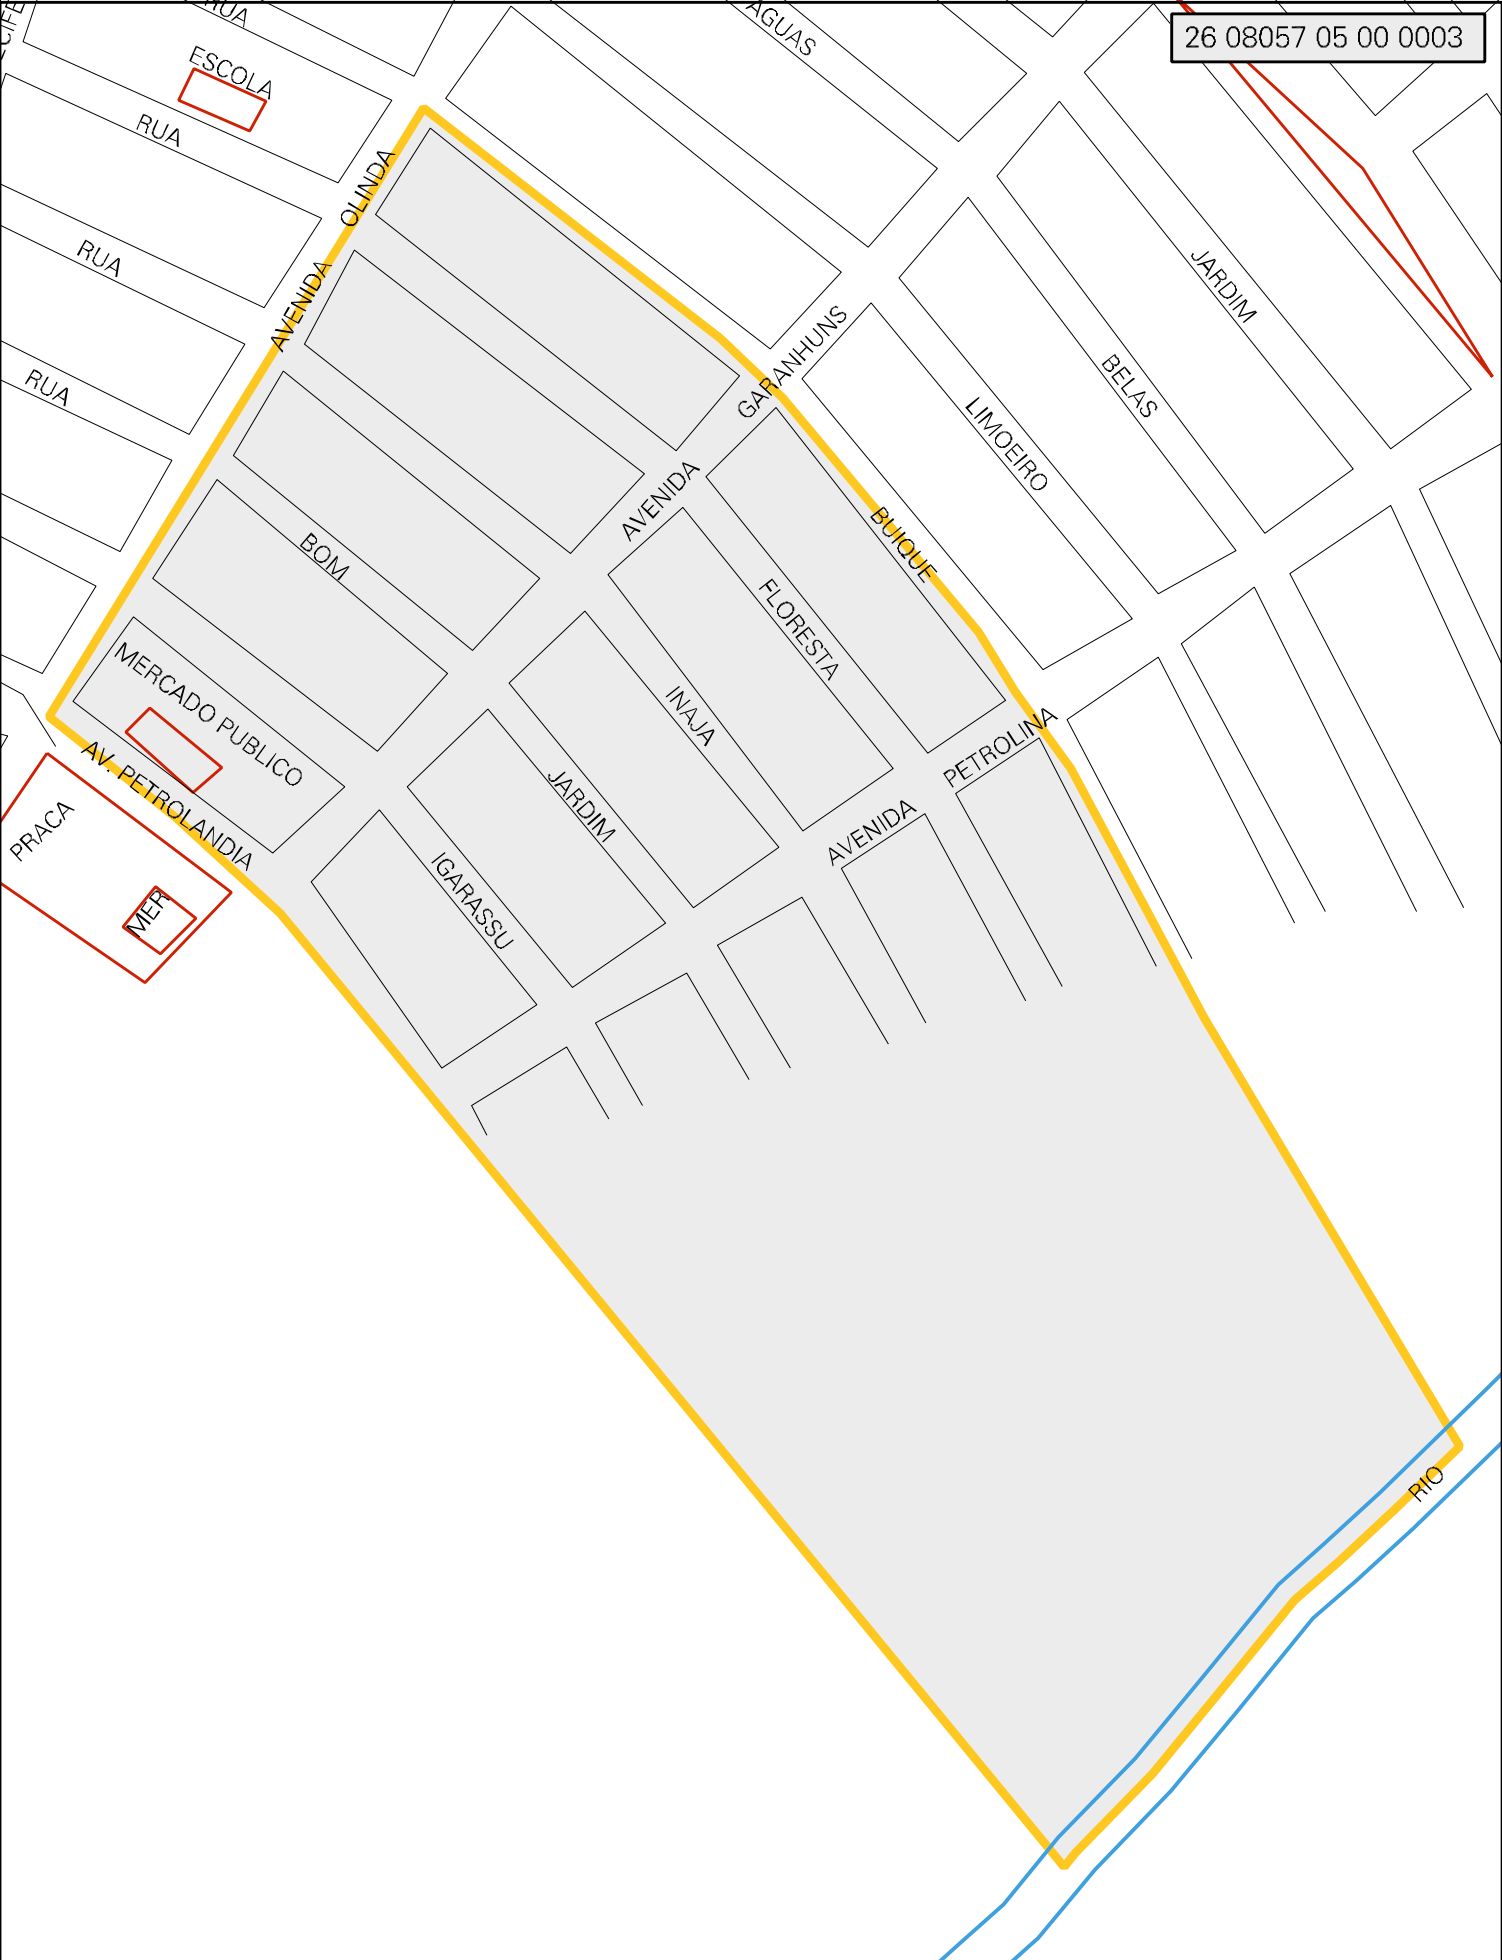 RUA
AGUAS
26 08057 05 00 0003
ESCOLA
RUA
AVENIDA OLINDA
RUA
JARDIM
RUA
AVENIDA GARANHUNS
BELAS
LIMOEIRO
BUIQUE
BOM
FLORESTA
MERCADO PUBLICO
INAJA
AV. PETROLANDIA
JARDIM
AVENIDA PETROLINA
PRACA
IGARASSU
MER
RIO